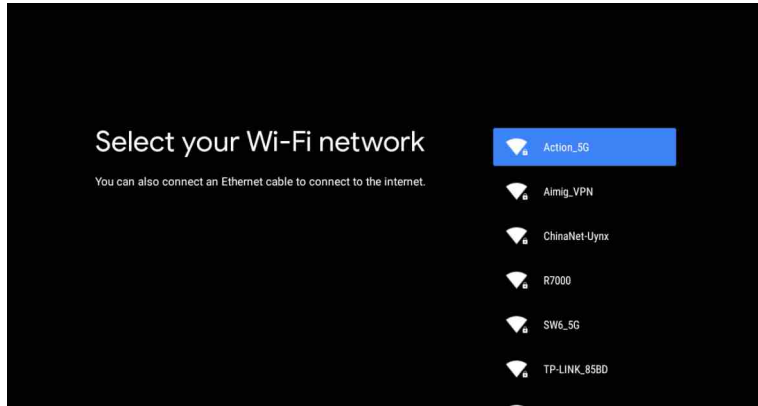 Select your Wi-Fi network
You can also connect an Ethernet cable to connect to the internet.
Action_5G
Aimig_VPN
ChinaNet-Uynx
R7000
SW6_5G
TP-LINK_85BD